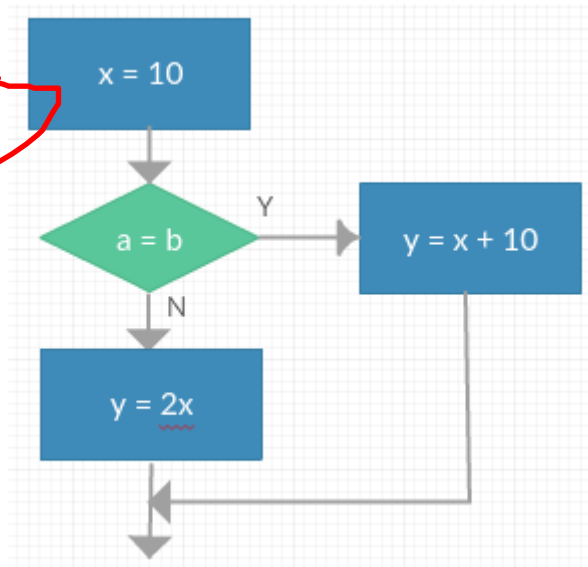 x = 10
Y
a = b
y = x + 10
N
y = 2x